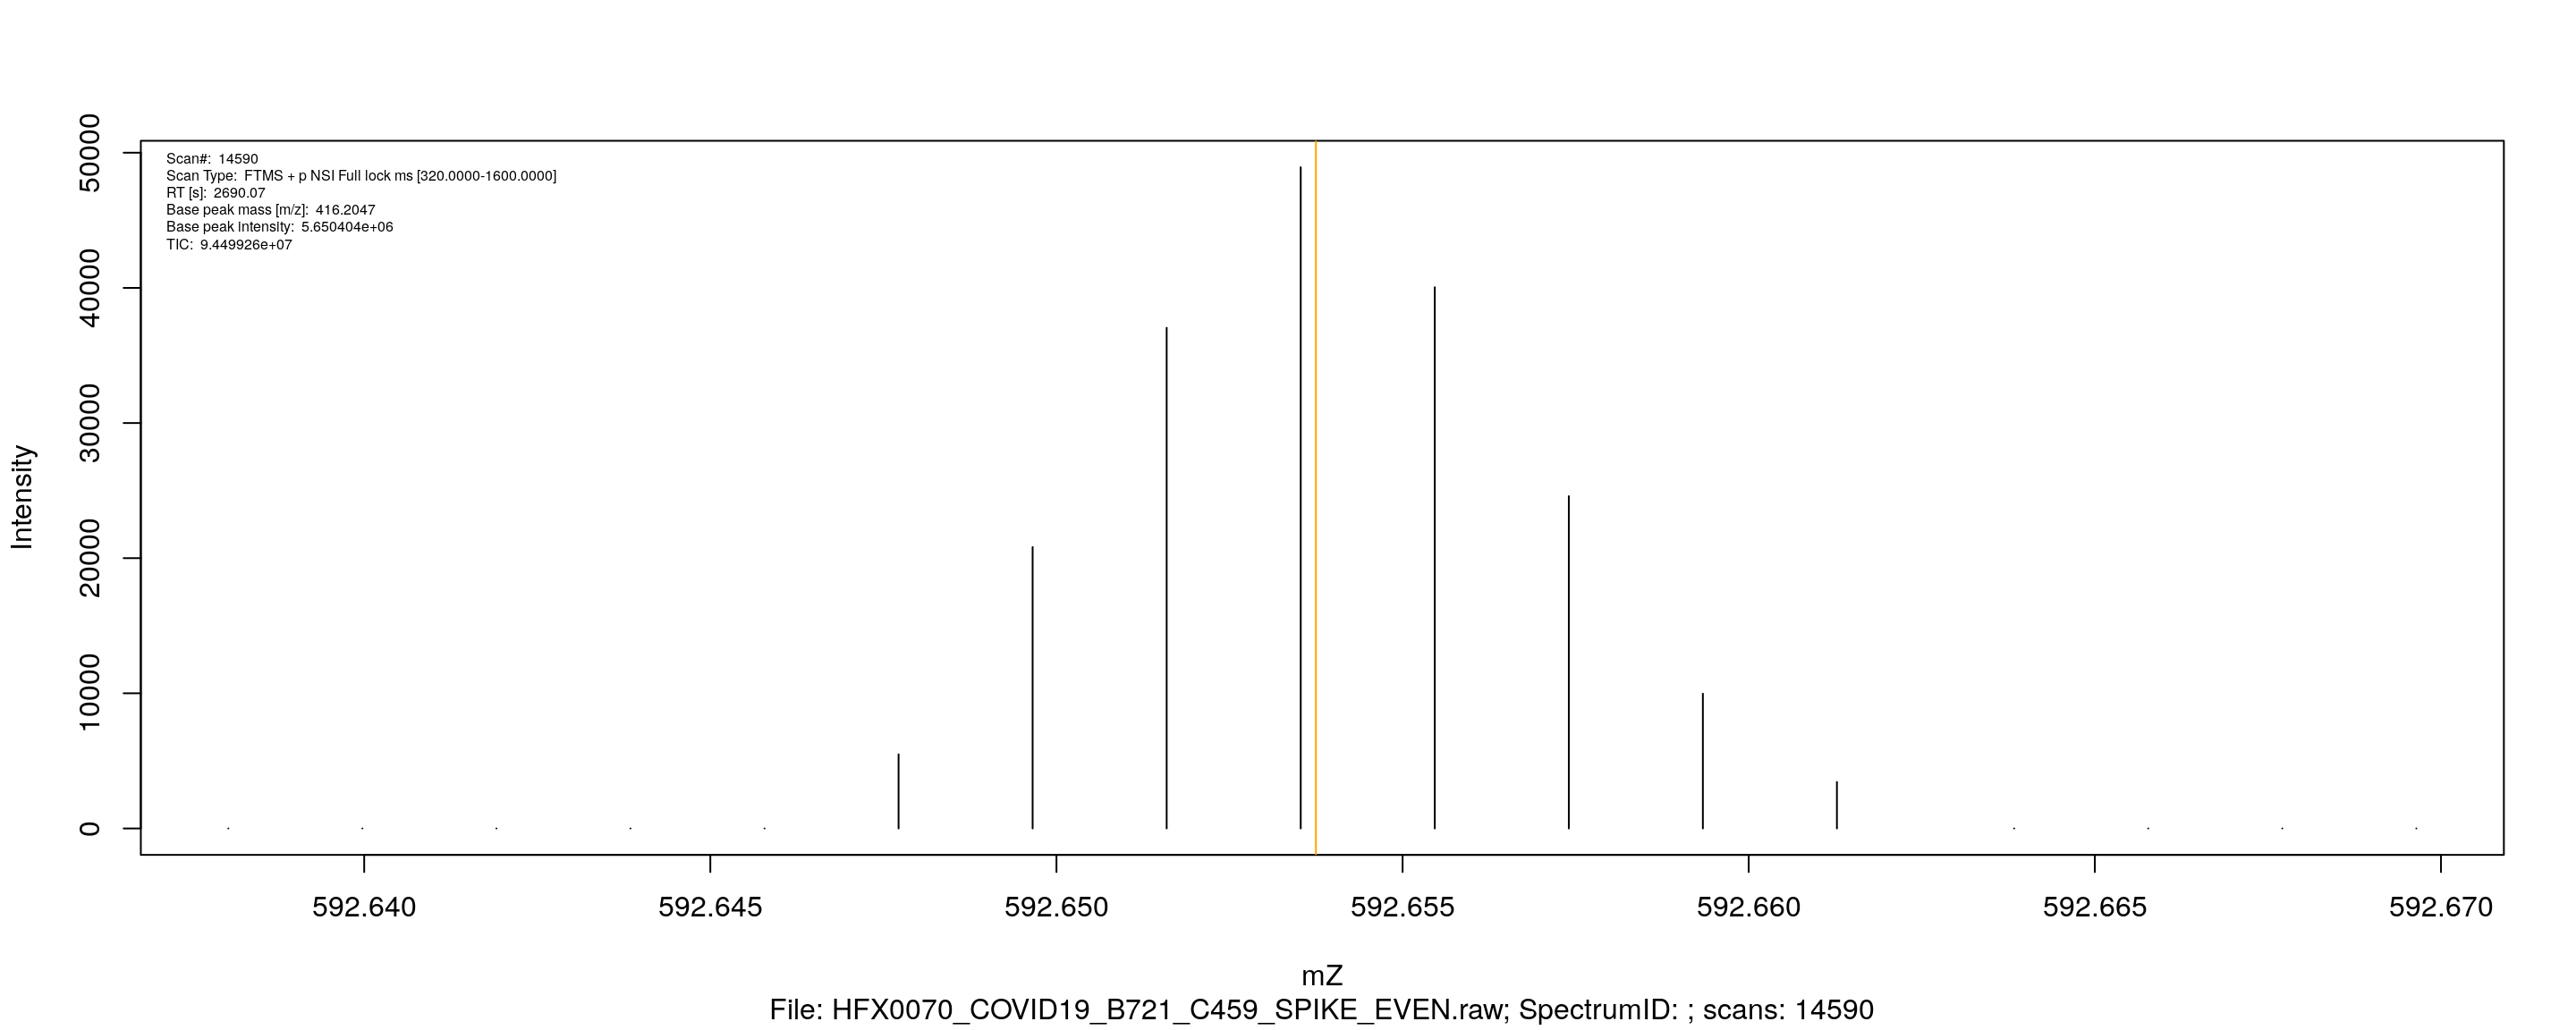 Scan#: 14590
Scan Type: FTMS + p NSI Full lock ms [320.0000-1600.0000]
RT [s]: 2690.07
Base peak mass [m/z]: 416.2047
Base peak intensity: 5.650404e+06
TIC: 9.449926e+07
50000
40000
30000
20000
10000
0
Intensity
592.640 592.645 592.650 592.655 592.660 592.665 592.670
mZ
File: HFX0070_COVID19_B721_C459_SPIKE_EVEN.raw; SpectrumID: ; scans: 14590